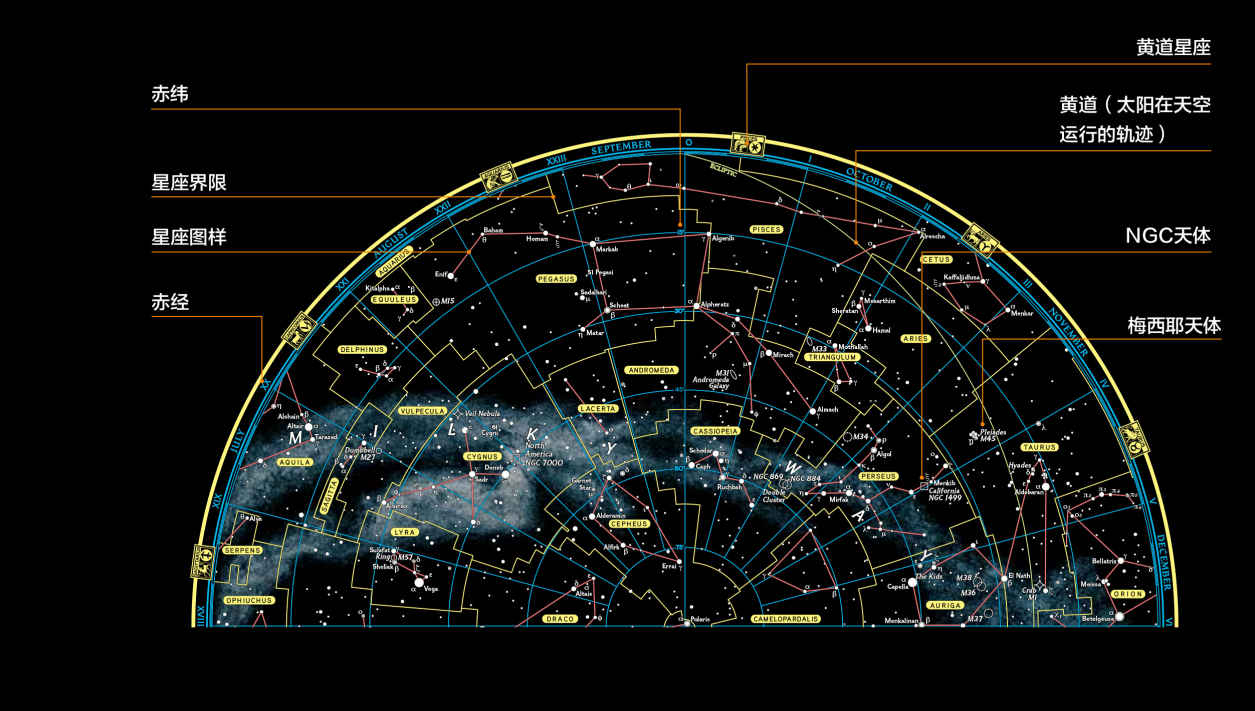 黄道星座
赤纬
黄道（太阳在天空
运行的轨迹）
星座界限
星座图样
NGC天体
赤经
梅西耶天体
SEPTEMBER
O
I
OCTOBER
II
III
NOVEMBER
IV
V
DECEMBER
VI
XXIII
XXII
AUGUST
XXI
XX
JULY
XIX
XVIII
ECLIPTIC
PISCES
CETUS
AQUARIUS
PEGASUS
EQUULEUS
DELPHINUS
ANDROMEDA
TRIANGULUM
ARIES
VULPECULA
LACERTA
CASSIOPEIA
TAURUS
AQUILA
SAGITTA
CYGNUS
PERSEUS
LYRA
CEPHEUS
SERPENS
OPHIUCHUS
DRACO
CAMELOPARDALIS
AURIGA
ORION
M I L K Y
W A Y
Baham
Homan
Markab
Algenib
Alrescha
Enif
51 Pegasi
Kaffaljidhma
Kitalpha
M15
Sadalbari
Scheat
Alpheratz
Mesarthim
Sheratan
Hamal
Menkar
Matar
Mirach
M33
Mothallah
M31
Andromeda
Galaxy
Almach
Alshain
Altair
Tarazed
Veil Nebula
Dumbbell
M27
North
America
NGC 7000
Deneb
Sadr
Albireo
Garnet
Star
Alderamin
Alfirk
Errai
Schedar
Caph
Ruchbah
NGC 869
NGC 884
Double
Cluster
M34
Algol
Mirfak
Menkib
California
NGC 1499
Pleiades
M45
Hyades
Aldebaran
Alya
Sulafat
Ring
M57
Sheliak
Vega
Altais
Polaris
Capella
The Kids
M38
M36
M37
Menkalinan
El Nath
Crab
M1
Bellatrix
Meissa
Betelgeuse